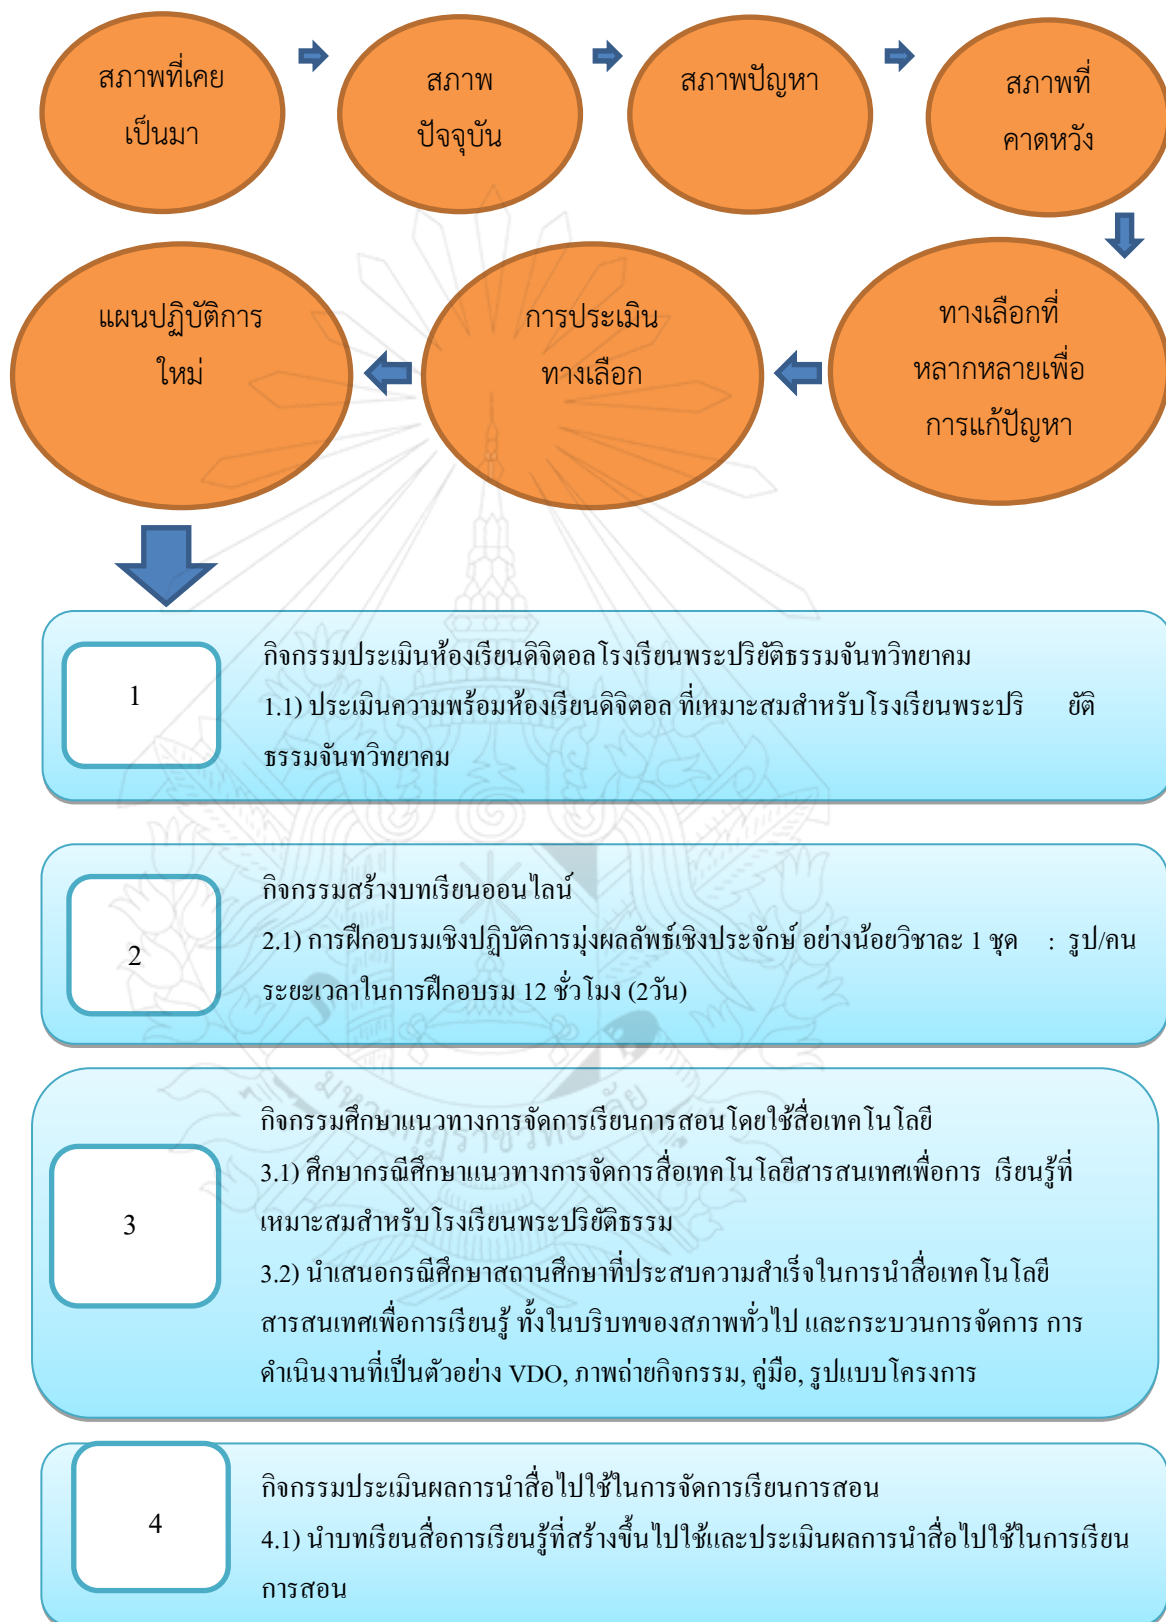 สภาพที่เคย
เป็นมา
สภาพ
ปัจจุบัน
สภาพปัญหา
สภาพที่
คาดหวัง
ทางเลือกที่
หลากหลายเพื่อ
การแก้ปัญหา
การประเมิน
ทางเลือก
แผนปฏิบัติการ
ใหม่
1
กิจกรรมประเมินห้องเรียนดิจิตอลโรงเรียนพระปริยัติธรรมจันทวิทยาคม
1.1) ประเมินความพร้อมห้องเรียนดิจิตอล ที่เหมาะสมสำหรับโรงเรียนพระปริ ยัติ
ธรรมจันทวิทยาคม
2
กิจกรรมสร้างบทเรียนออนไลน์
2.1) การฝึกอบรมเชิงปฏิบัติการมุ่งผลลัพธ์เชิงประจักษ์ อย่างน้อยวิชาละ 1 ชุด : รูป/คน
ระยะเวลาในการฝึกอบรม 12 ชั่วโมง (2วัน)
3
กิจกรรมศึกษาแนวทางการจัดการเรียนการสอนโดยใช้สื่อเทคโนโลยี
3.1) ศึกษากรณีศึกษาแนวทางการจัดการสื่อเทคโนโลยีสารสนเทศเพื่อการ เรียนรู้ที่
เหมาะสมสำหรับโรงเรียนพระปริยัติธรรม
3.2) นำเสนอกรณีศึกษาสถานศึกษาที่ประสบความสำเร็จในการนำสื่อเทคโนโลยี
สารสนเทศเพื่อการเรียนรู้ ทั้งในบริบทของสภาพทั่วไป และกระบวนการจัดการ การ
ดำเนินงานที่เป็นตัวอย่าง VDO, ภาพถ่ายกิจกรรม, คู่มือ, รูปแบบโครงการ
4
กิจกรรมประเมินผลการนำสื่อไปใช้ในการจัดการเรียนการสอน
4.1) นำบทเรียนสื่อการเรียนรู้ที่สร้างขึ้นไปใช้และประเมินผลการนำสื่อไปใช้ในการเรียน
การสอน